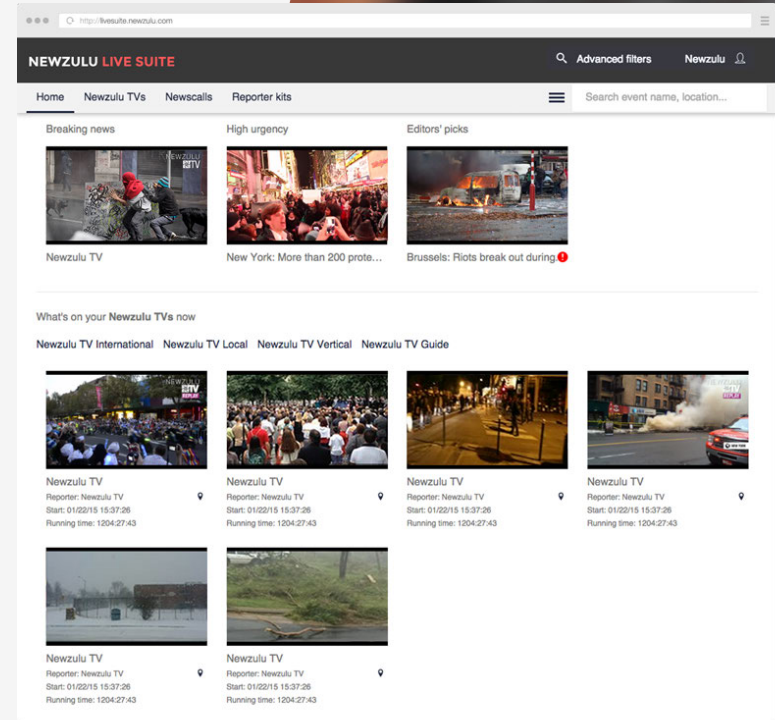 http://livesuite.newzulu.com
NEWZULU LIVE SUITE
Advanced filters
Newzulu
Home
Newzulu TVs
Newscalls
Reporter kits
Search event name, location...
Breaking news
High urgency
Editors' picks
NEWZULU
TV
Newzulu TV
New York: More than 200 prote...
Brussels: Riots break out during
What's on your Newzulu TVs now
Newzulu TV International
Newzulu TV Local
Newzulu TV Vertical
Newzulu TV Guide
NEWZULU
TV
REPLAY
NEWZULU
TV
REPLAY
Newzulu TV
Reporter: Newzulu TV
Start: 01/22/15 15:37:26
Running time: 1204:27:43
Newzulu TV
Reporter: Newzulu TV
Start: 01/22/15 15:37:26
Running time: 1204:27:43
Newzulu TV
Reporter: Newzulu TV
Start: 01/22/15 15:37:26
Running time: 1204:27:43
Newzulu TV
Reporter: Newzulu TV
Start: 01/22/15 15:37:26
Running time: 1204:27:43
Newzulu TV
Reporter: Newzulu TV
Start: 01/22/15 15:37:26
Running time: 1204:27:43
Newzulu TV
Reporter: Newzulu TV
Start: 01/22/15 15:37:26
Running time: 1204:27:43